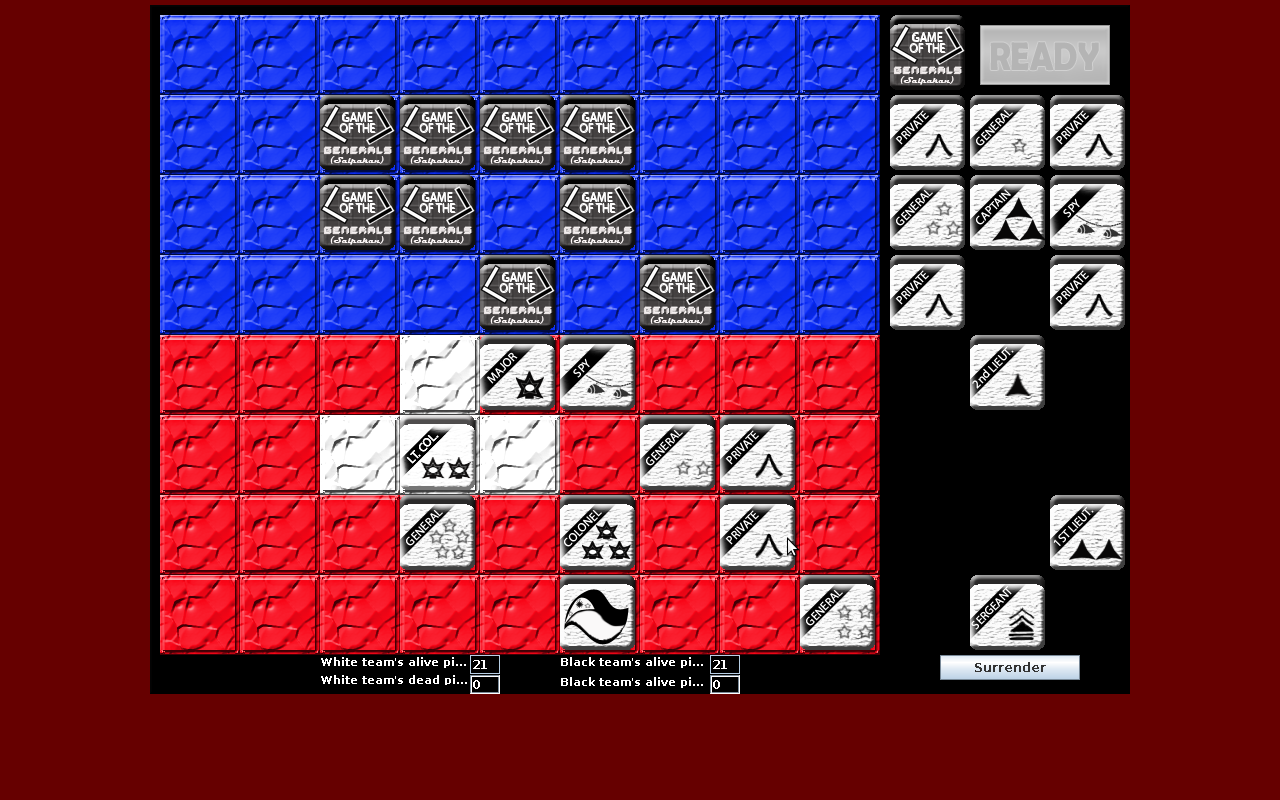 GAME
OF THE
GENERALS
(Salpakan)
READY
GAME
OF THE
GENERALS
(Salpakan)
GAME
OF THE
GENERALS
(Salpakan)
GAME
OF THE
GENERALS
(Salpakan)
GAME
OF THE
GENERALS
(Salpakan)
PRIVATE
GENERAL
PRIVATE
GAME
OF THE
GENERALS
(Salpakan)
GAME
OF THE
GENERALS
(Salpakan)
GAME
OF THE
GENERALS
(Salpakan)
GENERAL
CAPTAIN
SPY
GAME
OF THE
GENERALS
(Salpakan)
GAME
OF THE
GENERALS
(Salpakan)
PRIVATE
PRIVATE
MAJOR
SPY
2nd LIEUT.
LT. COL.
GENERAL
PRIVATE
GENERAL
COLONEL
PRIVATE
1ST LIEUT.
GENERAL
SERGEANT
White team's alive pi... 21
Black team's alive pi... 21
White team's dead pi... 0
Black team's alive pi... 0
Surrender